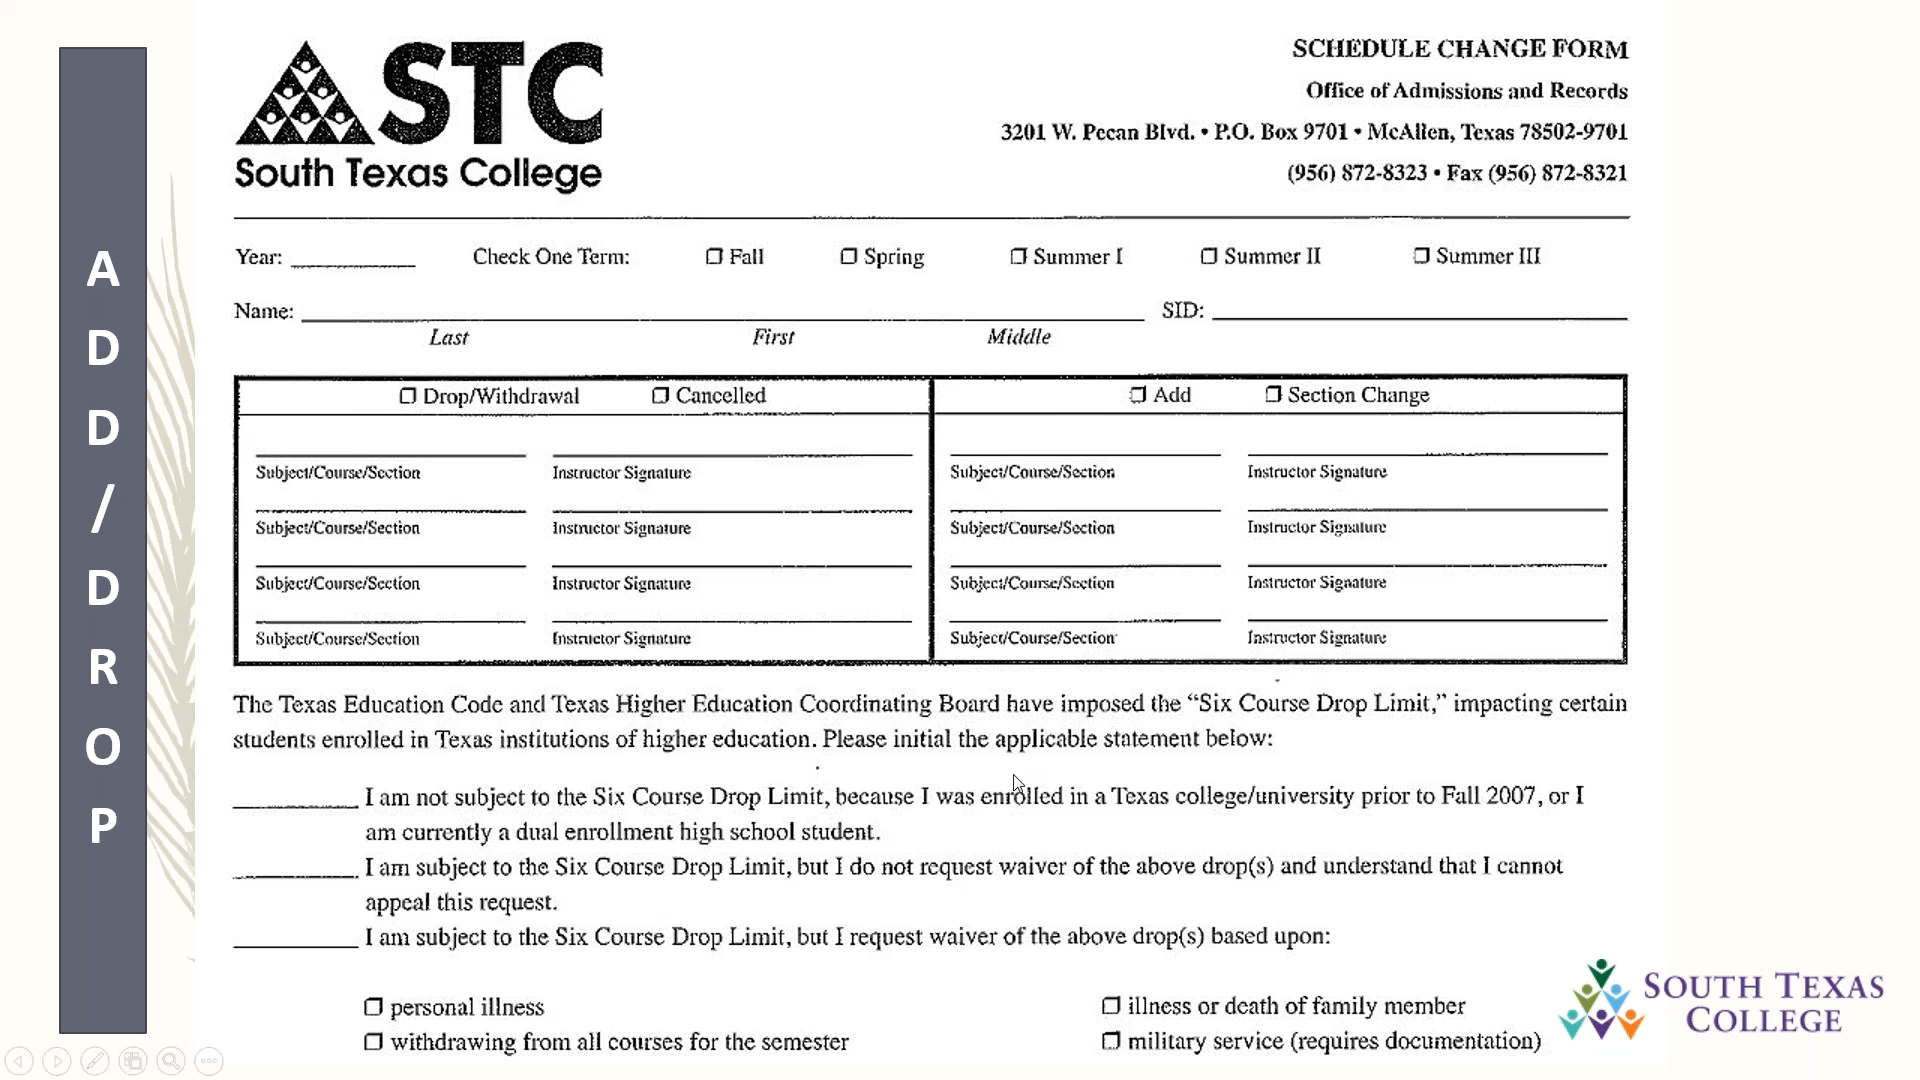 A
D
D
/
D
R
O
P
STC
South Texas College
SCHEDULE CHANGE FORM
Office of Admissions and Records
3201 W. Pecan Blvd. • P.O. Box 9701 • McAllen, Texas 78502-9701
(956) 872-8323 • Fax (956) 872-8321
Year: Check One Term: Fall Spring Summer I Summer II Summer III
Name: SID:
Last First Middle
Drop/Withdrawal Cancelled Add Section Change
Subject/Course/Section Instructor Signature Subject/Course/Section Instructor Signature
Subject/Course/Section Instructor Signature Subject/Course/Section Instructor Signature
Subject/Course/Section Instructor Signature Subject/Course/Section Instructor Signature
Subject/Course/Section Instructor Signature Subject/Course/Section Instructor Signature
The Texas Education Code and Texas Higher Education Coordinating Board have imposed the “Six Course Drop Limit,” impacting certain
students enrolled in Texas institutions of higher education. Please initial the applicable statement below:
I am not subject to the Six Course Drop Limit, because I was enrolled in a Texas college/university prior to Fall 2007, or I
am currently a dual enrollment high school student.
I am subject to the Six Course Drop Limit, but I do not request waiver of the above drop(s) and understand that I cannot
appeal this request.
I am subject to the Six Course Drop Limit, but I request waiver of the above drop(s) based upon:
personal illness illness or death of family member
withdrawing from all courses for the semester military service (requires documentation)
SOUTH TEXAS
COLLEGE